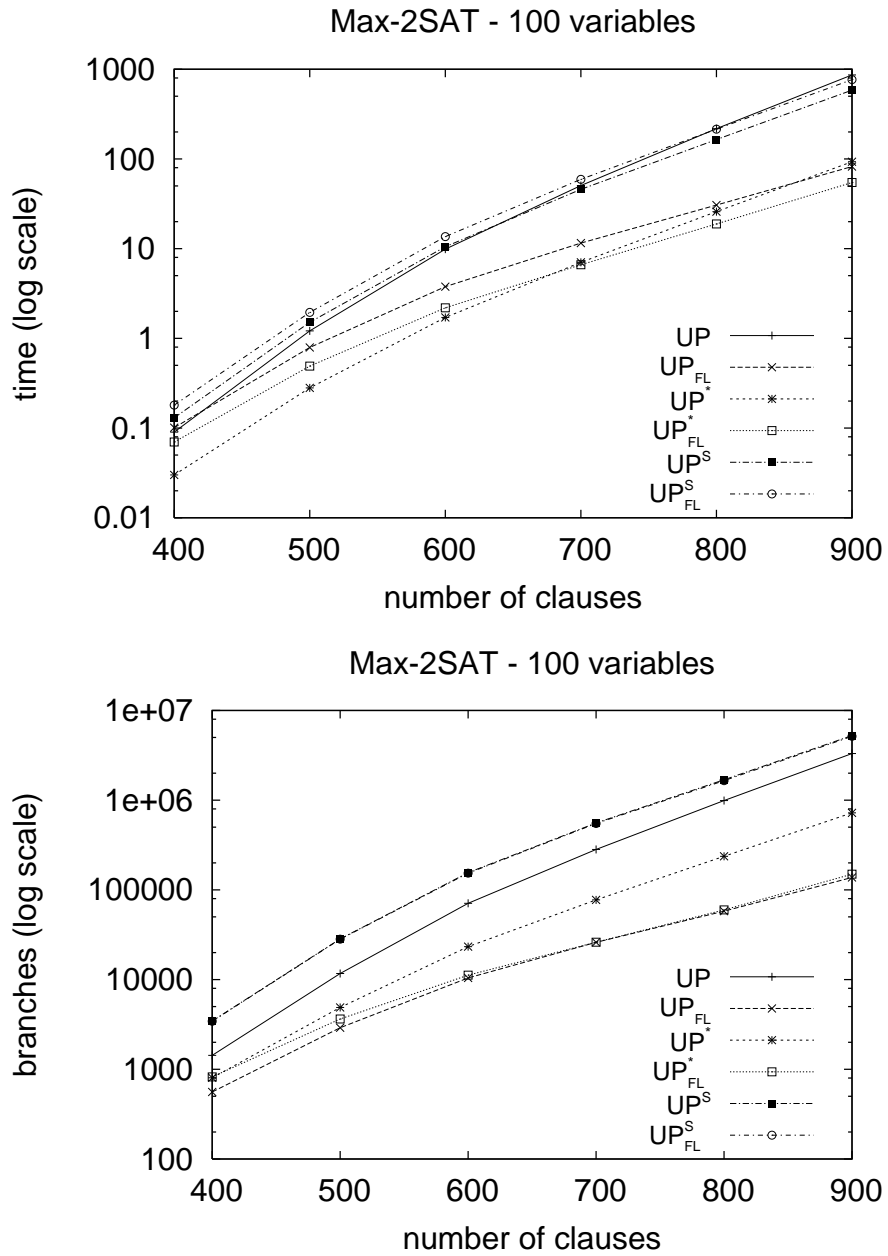 Max-2SAT - 100 variables
time (log scale)
1000
100
10
1
0.1
0.01
UP
UP_FL
UP*
UP*_FL
UP^S
UP^S_FL
400 500 600 700 800 900
number of clauses
Max-2SAT - 100 variables
branches (log scale)
1e+07
1e+06
100000
10000
1000
100
UP
UP_FL
UP*
UP*_FL
UP^S
UP^S_FL
400 500 600 700 800 900
number of clauses